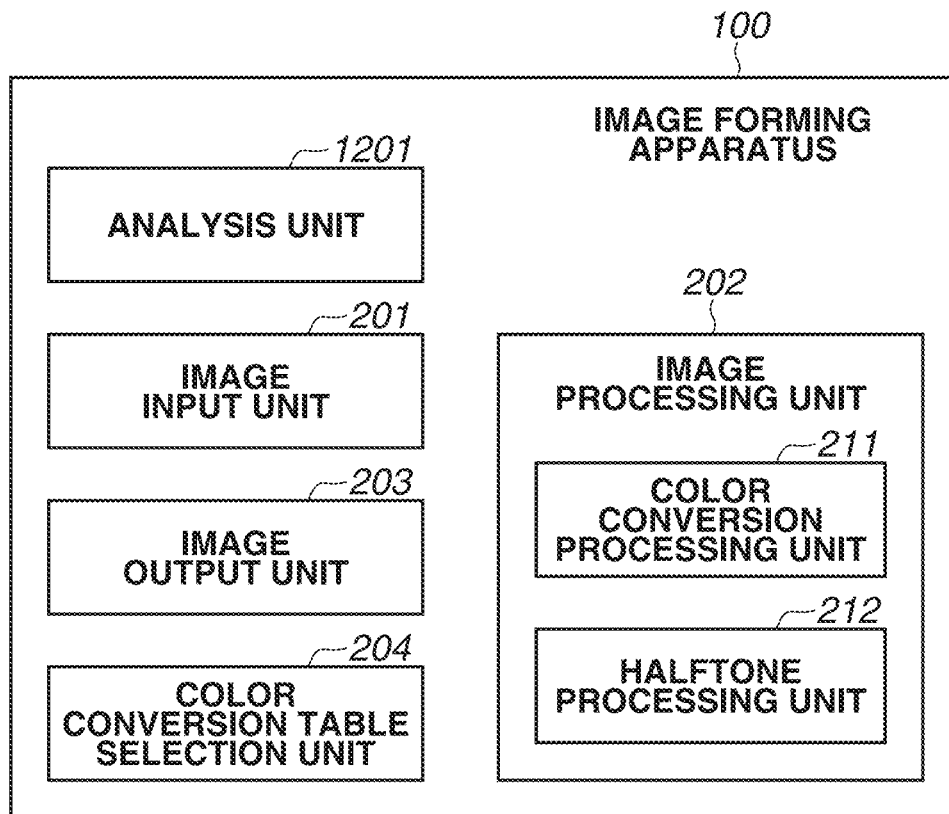 100
IMAGE FORMING
APPARATUS
1201
ANALYSIS UNIT
201
IMAGE
INPUT UNIT
203
IMAGE
OUTPUT UNIT
204
COLOR
CONVERSION TABLE
SELECTION UNIT
202
IMAGE
PROCESSING UNIT
211
COLOR
CONVERSION
PROCESSING UNIT
212
HALFTONE
PROCESSING UNIT